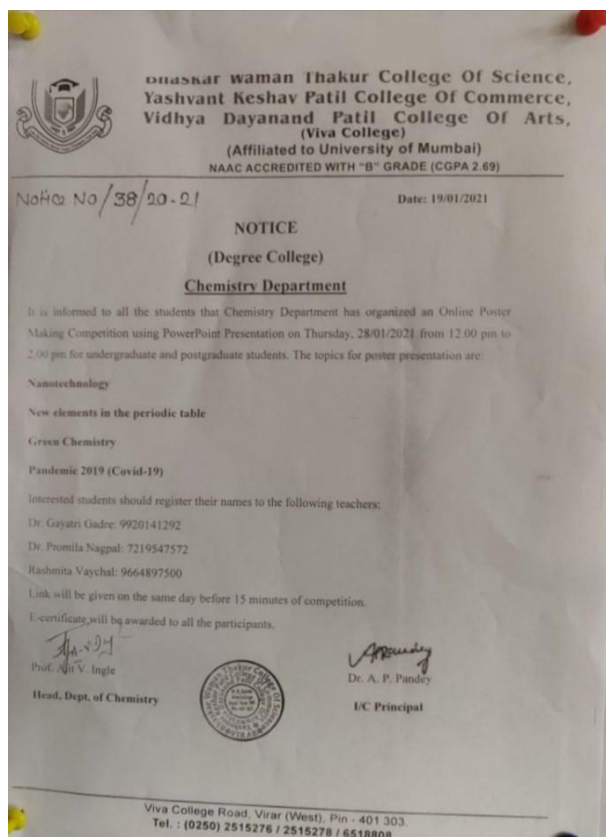 Bhaskar Waman Thakur College Of Science,
Yashvant Keshav Patil College Of Commerce,
Vidhya Dayanand Patil College Of Arts,
(Viva College)
(Affiliated to University of Mumbai)
NAAC ACCREDITED WITH "B" GRADE (CGPA 2.69)
Notice No/38/20-21
Date: 19/01/2021
NOTICE
(Degree College)
Chemistry Department
It is informed to all the students that Chemistry Department has organized an Online Poster
Making Competition using PowerPoint Presentation on Thursday, 28/01/2021 from 12.00 pm to
2.00 pm for undergraduate and postgraduate students. The topics for poster presentation are:
Nanotechnology
New elements in the periodic table
Green Chemistry
Pandemic 2019 (Covid-19)
Interested students should register their names to the following teachers:
Dr. Gayatri Gadre: 9920141292
Dr. Promila Nagpal: 7219547572
Rashmita Vaychal: 9664897500
Link will be given on the same day before 15 minutes of competition.
E-certificate will be awarded to all the participants.
Prof. Ajit V. Ingle
Dr. A. P. Pandey
Head, Dept. of Chemistry
I/C Principal
Viva College Road, Virar (West), Pin - 401 303.
Tel. : (0250) 2515276 / 2515278 / 6518808